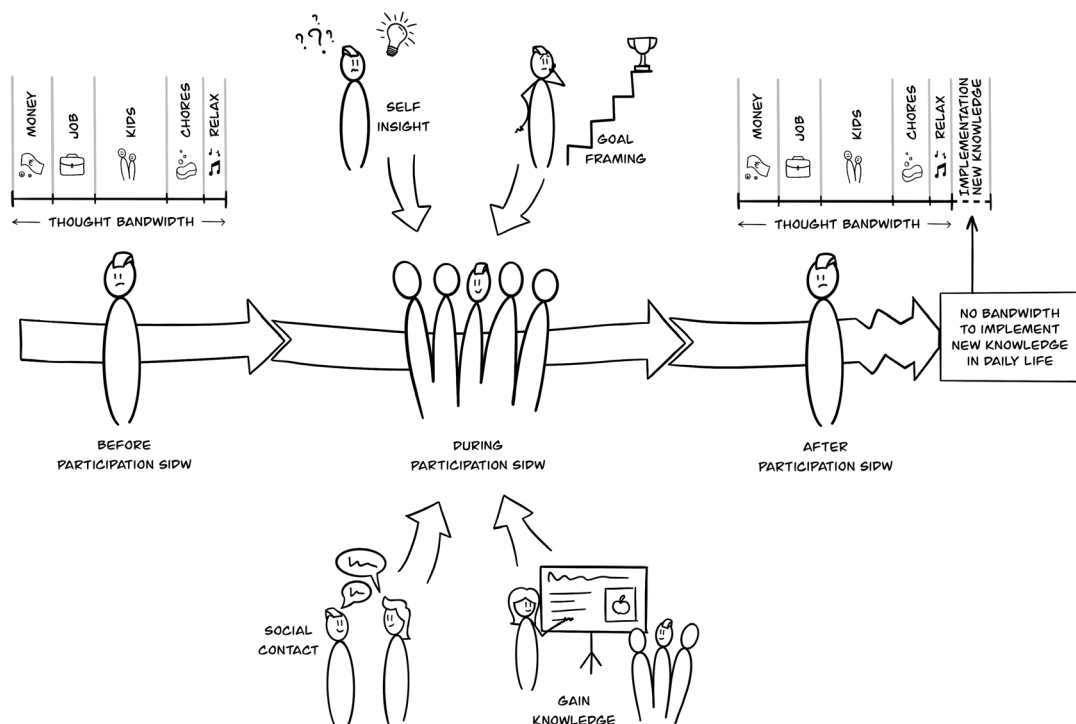 MONEY
JOB
KIDS
CHORES
RELAX
← THOUGHT BANDWIDTH →
? ? ?
SELF
INSIGHT
GOAL
FRAMING
MONEY
JOB
KIDS
CHORES
RELAX
IMPLEMENTATION
NEW KNOWLEDGE
← THOUGHT BANDWIDTH →
NO BANDWIDTH
TO IMPLEMENT
NEW KNOWLEDGE
IN DAILY LIFE
BEFORE
PARTICIPATION SIDW
DURING
PARTICIPATION SIDW
AFTER
PARTICIPATION SIDW
SOCIAL
CONTACT
GAIN
KNOWLEDGE